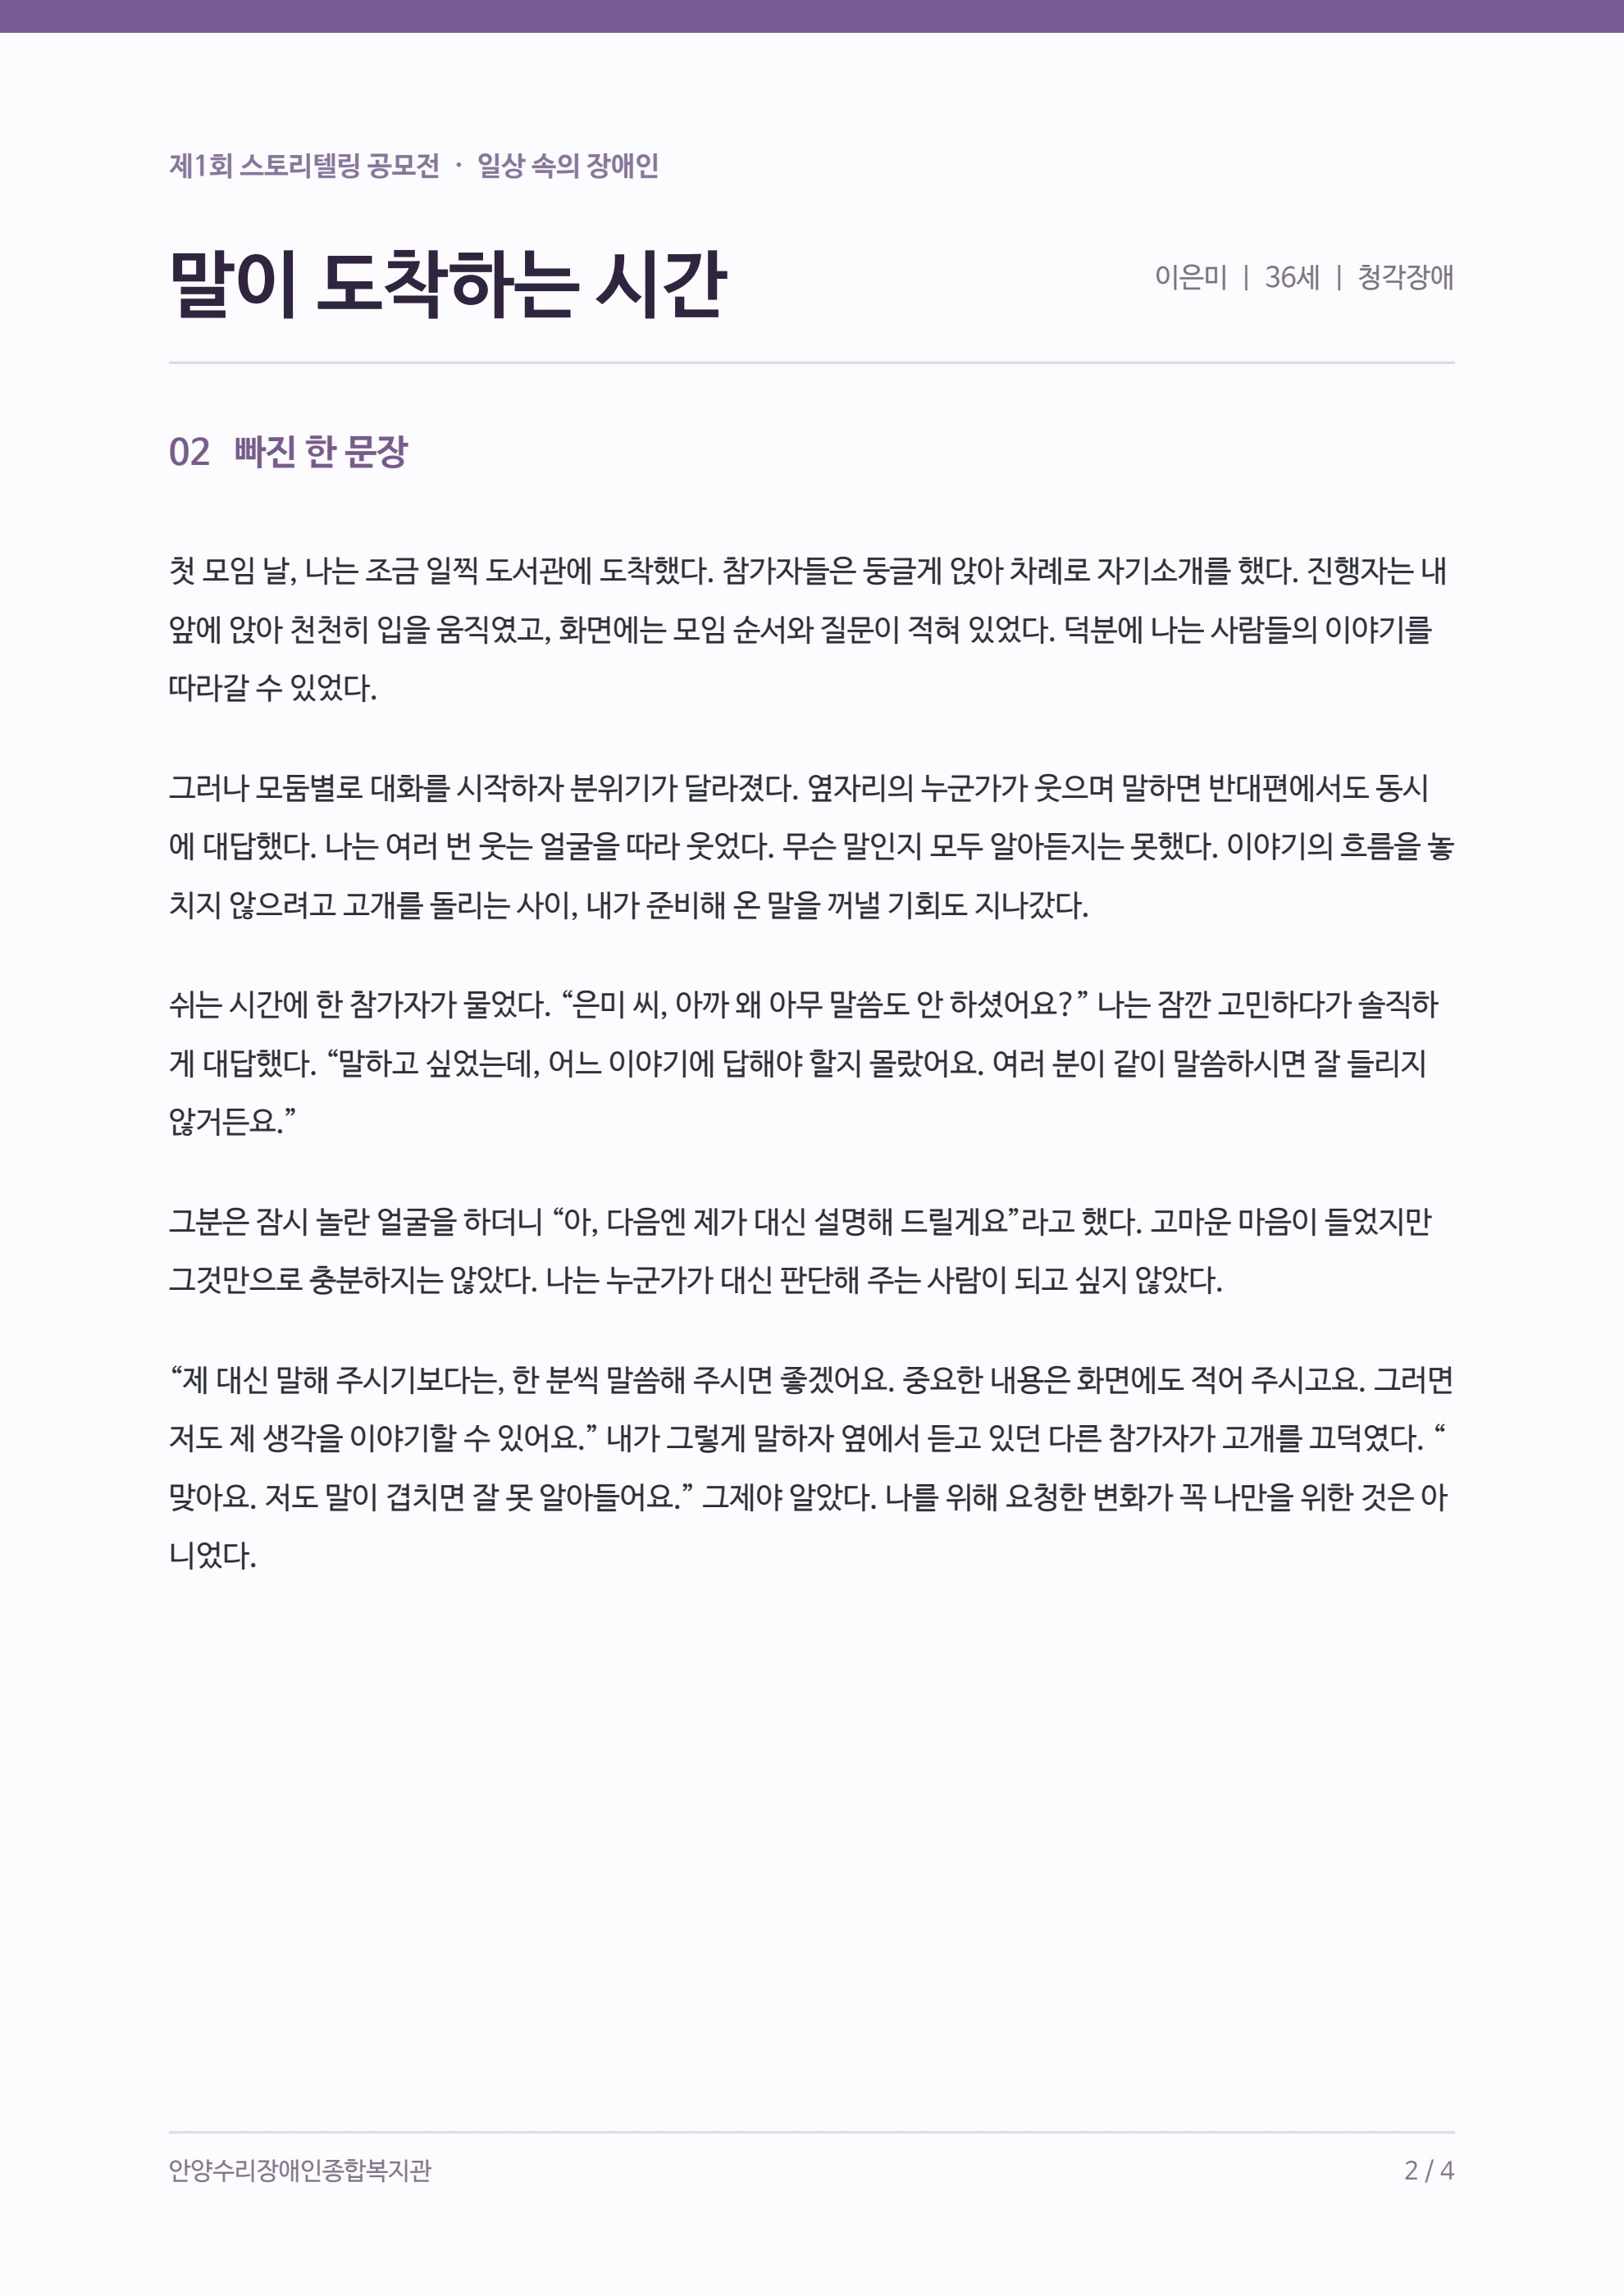 제1회 스토리텔링 공모전 · 일상 속의 장애인
말이 도착하는 시간
이은미 | 36세 | 청각장애
02 빠진 한 문장
첫 모임 날, 나는 조금 일찍 도서관에 도착했다. 참가자들은 둥글게 앉아 차례로 자기소개를 했다. 진행자는 내
앞에 앉아 천천히 입을 움직였고, 화면에는 모임 순서와 질문이 적혀 있었다. 덕분에 나는 사람들의 이야기를
따라갈 수 있었다.
그러나 모둠별로 대화를 시작하자 분위기가 달라졌다. 옆자리의 누군가가 웃으며 말하면 반대편에서도 동시
에 대답했다. 나는 여러 번 웃는 얼굴을 따라 웃었다. 무슨 말인지 모두 알아듣지는 못했다. 이야기의 흐름을 놓
치지 않으려고 고개를 돌리는 사이, 내가 준비해 온 말을 꺼낼 기회도 지나갔다.
쉬는 시간에 한 참가자가 물었다. “은미 씨, 아까 왜 아무 말씀도 안 하셨어요?” 나는 잠깐 고민하다가 솔직하
게 대답했다. “말하고 싶었는데, 어느 이야기에 답해야 할지 몰랐어요. 여러 분이 같이 말씀하시면 잘 들리지
않거든요.”
그분은 잠시 놀란 얼굴을 하더니 “아, 다음엔 제가 대신 설명해 드릴게요”라고 했다. 고마운 마음이 들었지만
그것만으로 충분하지는 않았다. 나는 누군가가 대신 판단해 주는 사람이 되고 싶지 않았다.
“제 대신 말해 주시기보다는, 한 분씩 말씀해 주시면 좋겠어요. 중요한 내용은 화면에도 적어 주시고요. 그러면
저도 제 생각을 이야기할 수 있어요.” 내가 그렇게 말하자 옆에서 듣고 있던 다른 참가자가 고개를 끄덕였다. “
맞아요. 저도 말이 겹치면 잘 못 알아들어요.” 그제야 알았다. 나를 위해 요청한 변화가 꼭 나만을 위한 것은 아
니었다.
안양수리장애인종합복지관
2 / 4